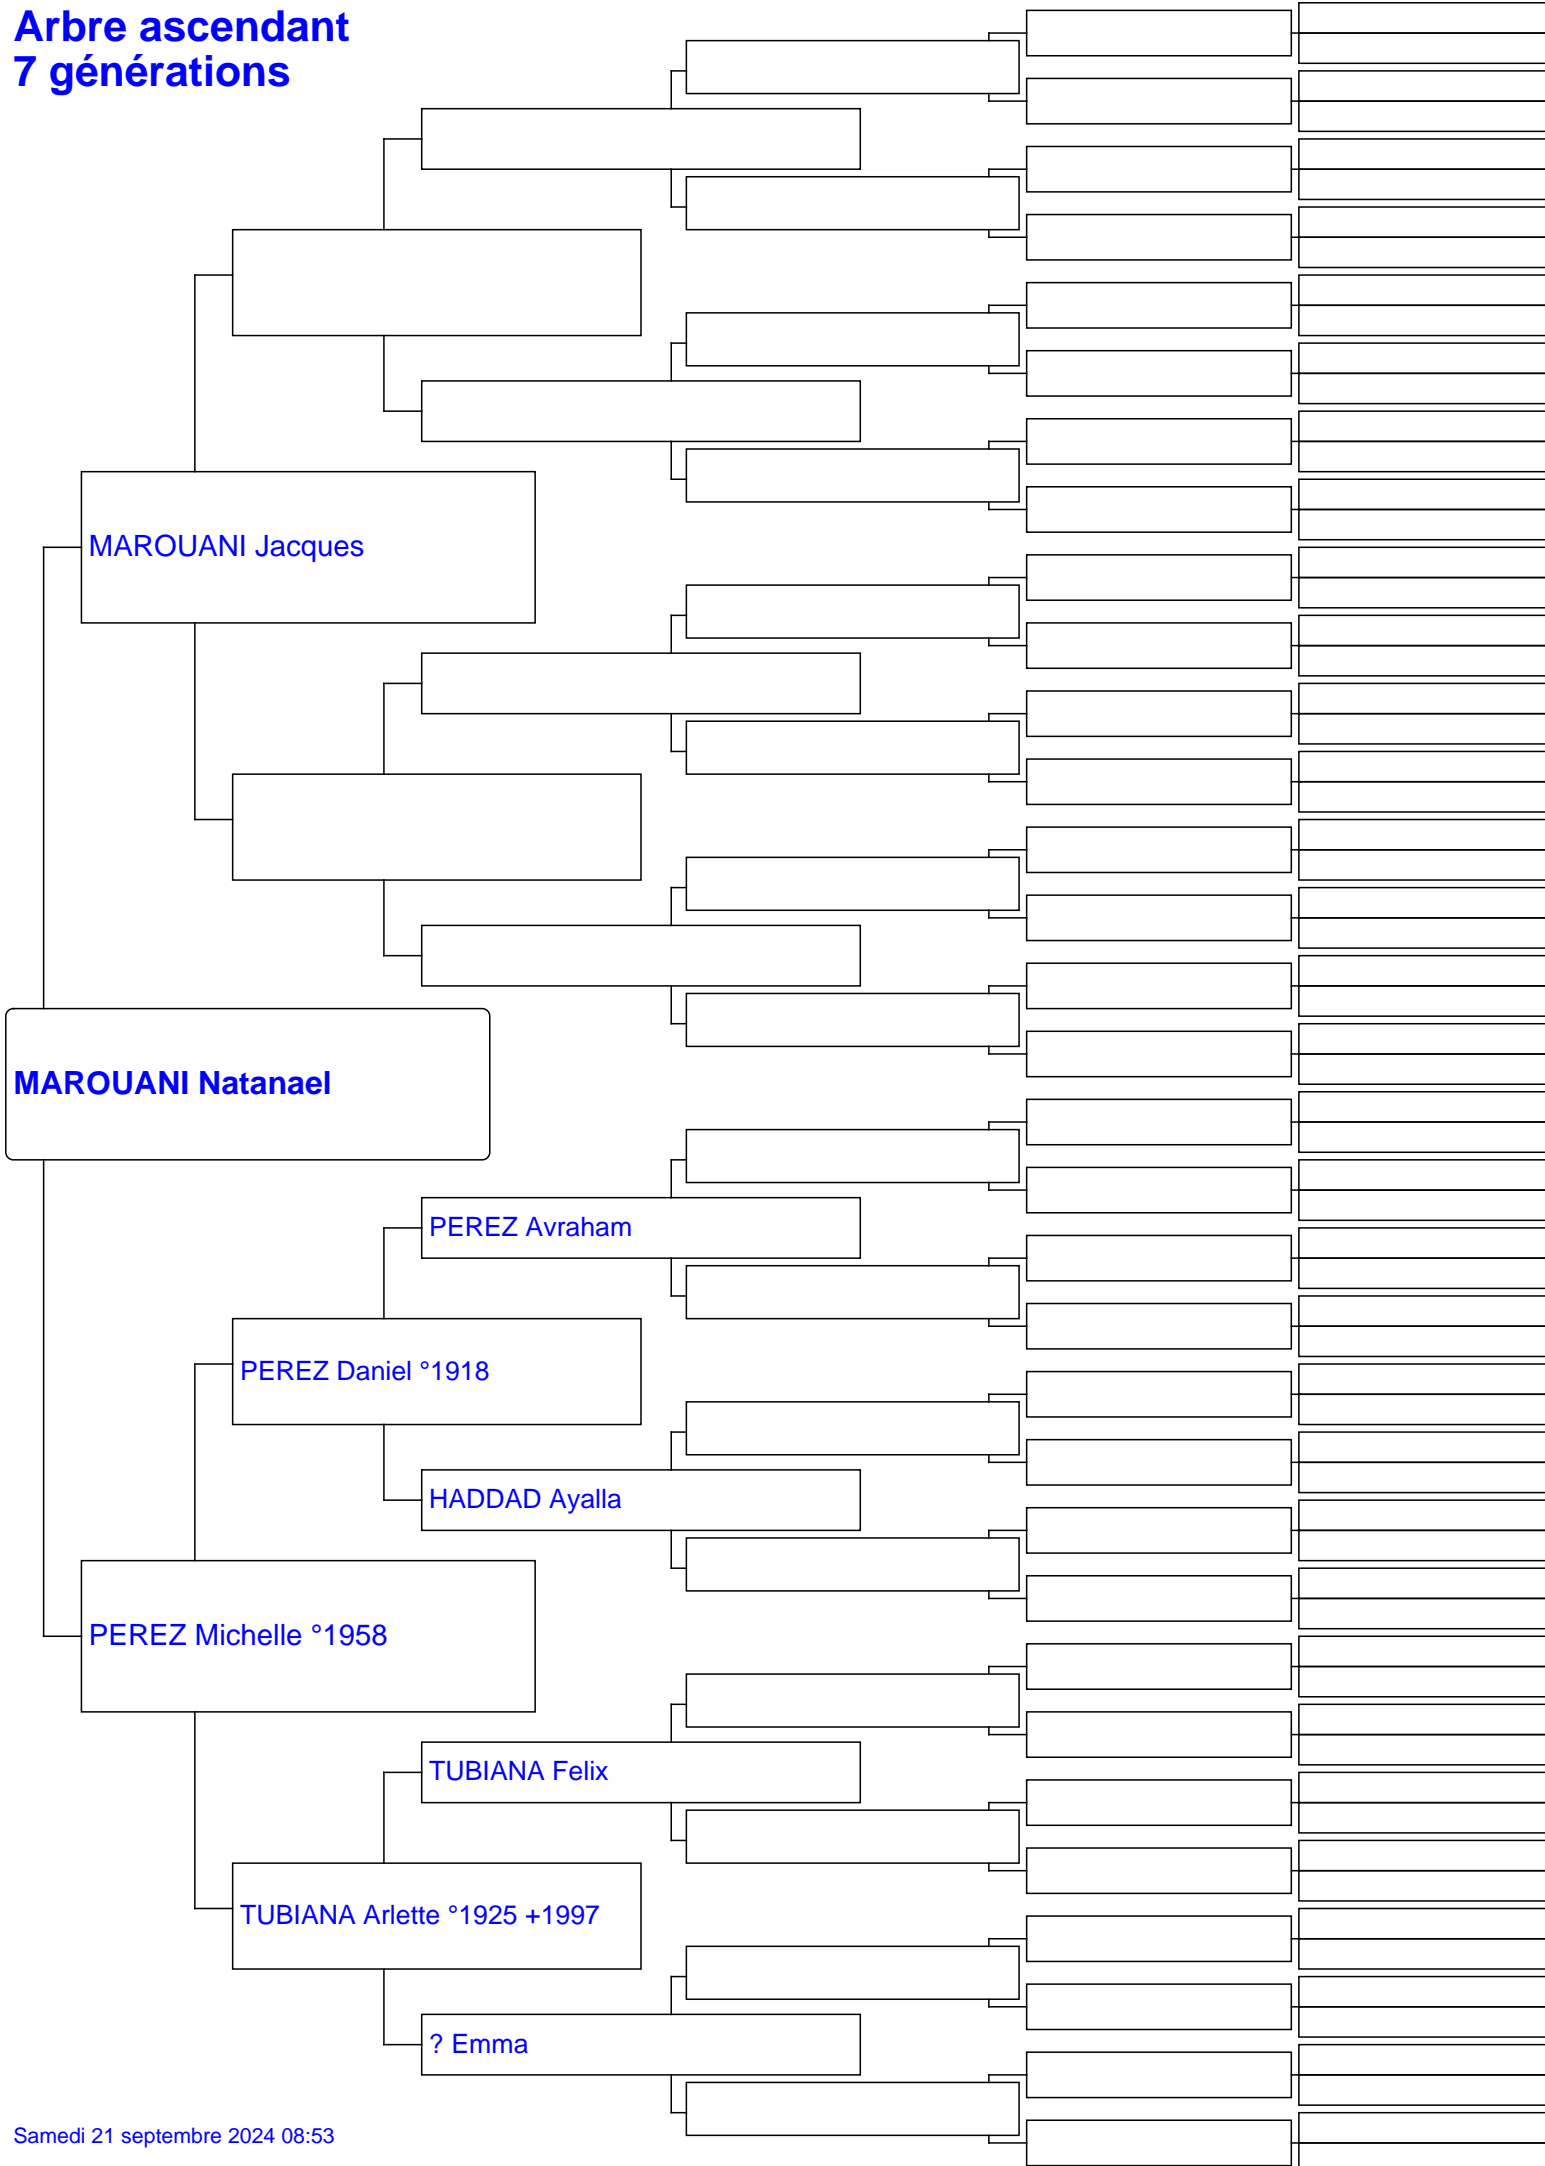 Arbre ascendant
7 générations
MAROUANI Jacques
MAROUANI Natanael
PEREZ Avraham
PEREZ Daniel °1918
HADDAD Ayalla
PEREZ Michelle °1958
TUBIANA Felix
TUBIANA Arlette °1925 +1997
? Emma
Samedi 21 septembre 2024 08:53